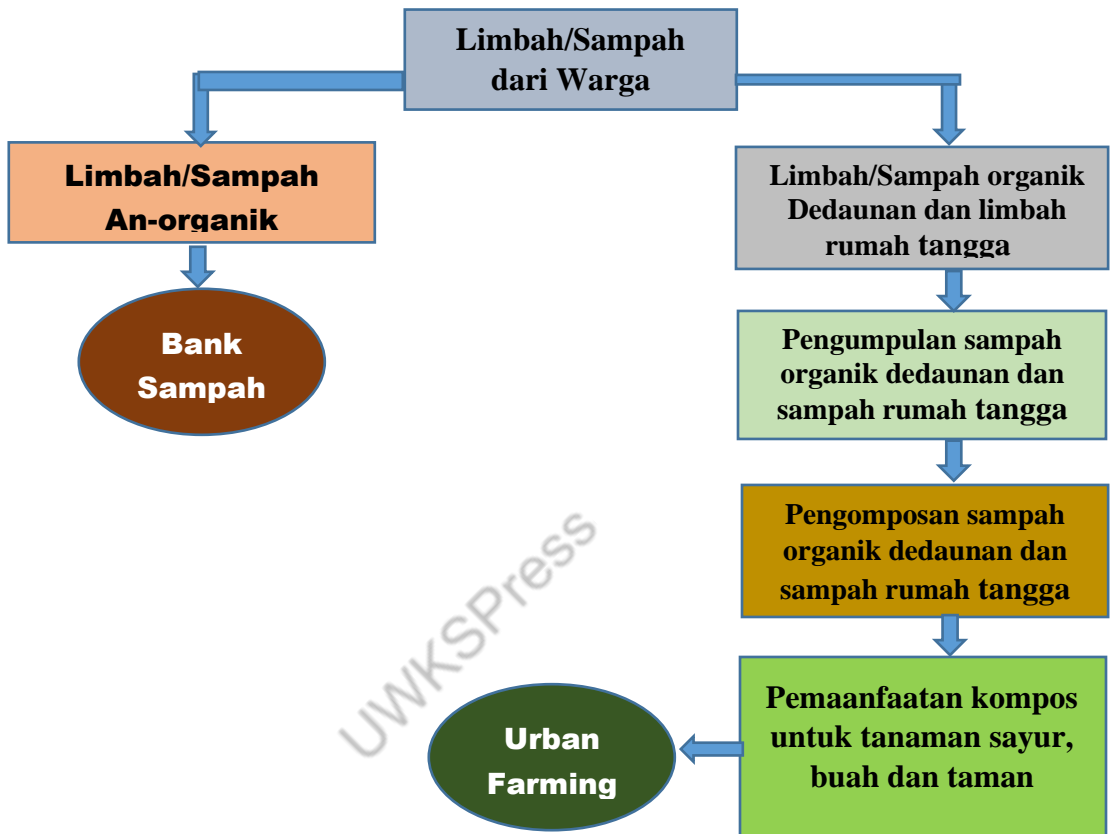 Limbah/Sampah
dari Warga
Limbah/Sampah
An-organik
Bank
Sampah
Limbah/Sampah organik
Dedaunan dan limbah
rumah tangga
Pengumpulan sampah
organik dedaunan dan
sampah rumah tangga
Pengomposan sampah
organik dedaunan dan
sampah rumah tangga
Pemaanfaatan kompos
untuk tanaman sayur,
buah dan taman
Urban
Farming
UWKSPress